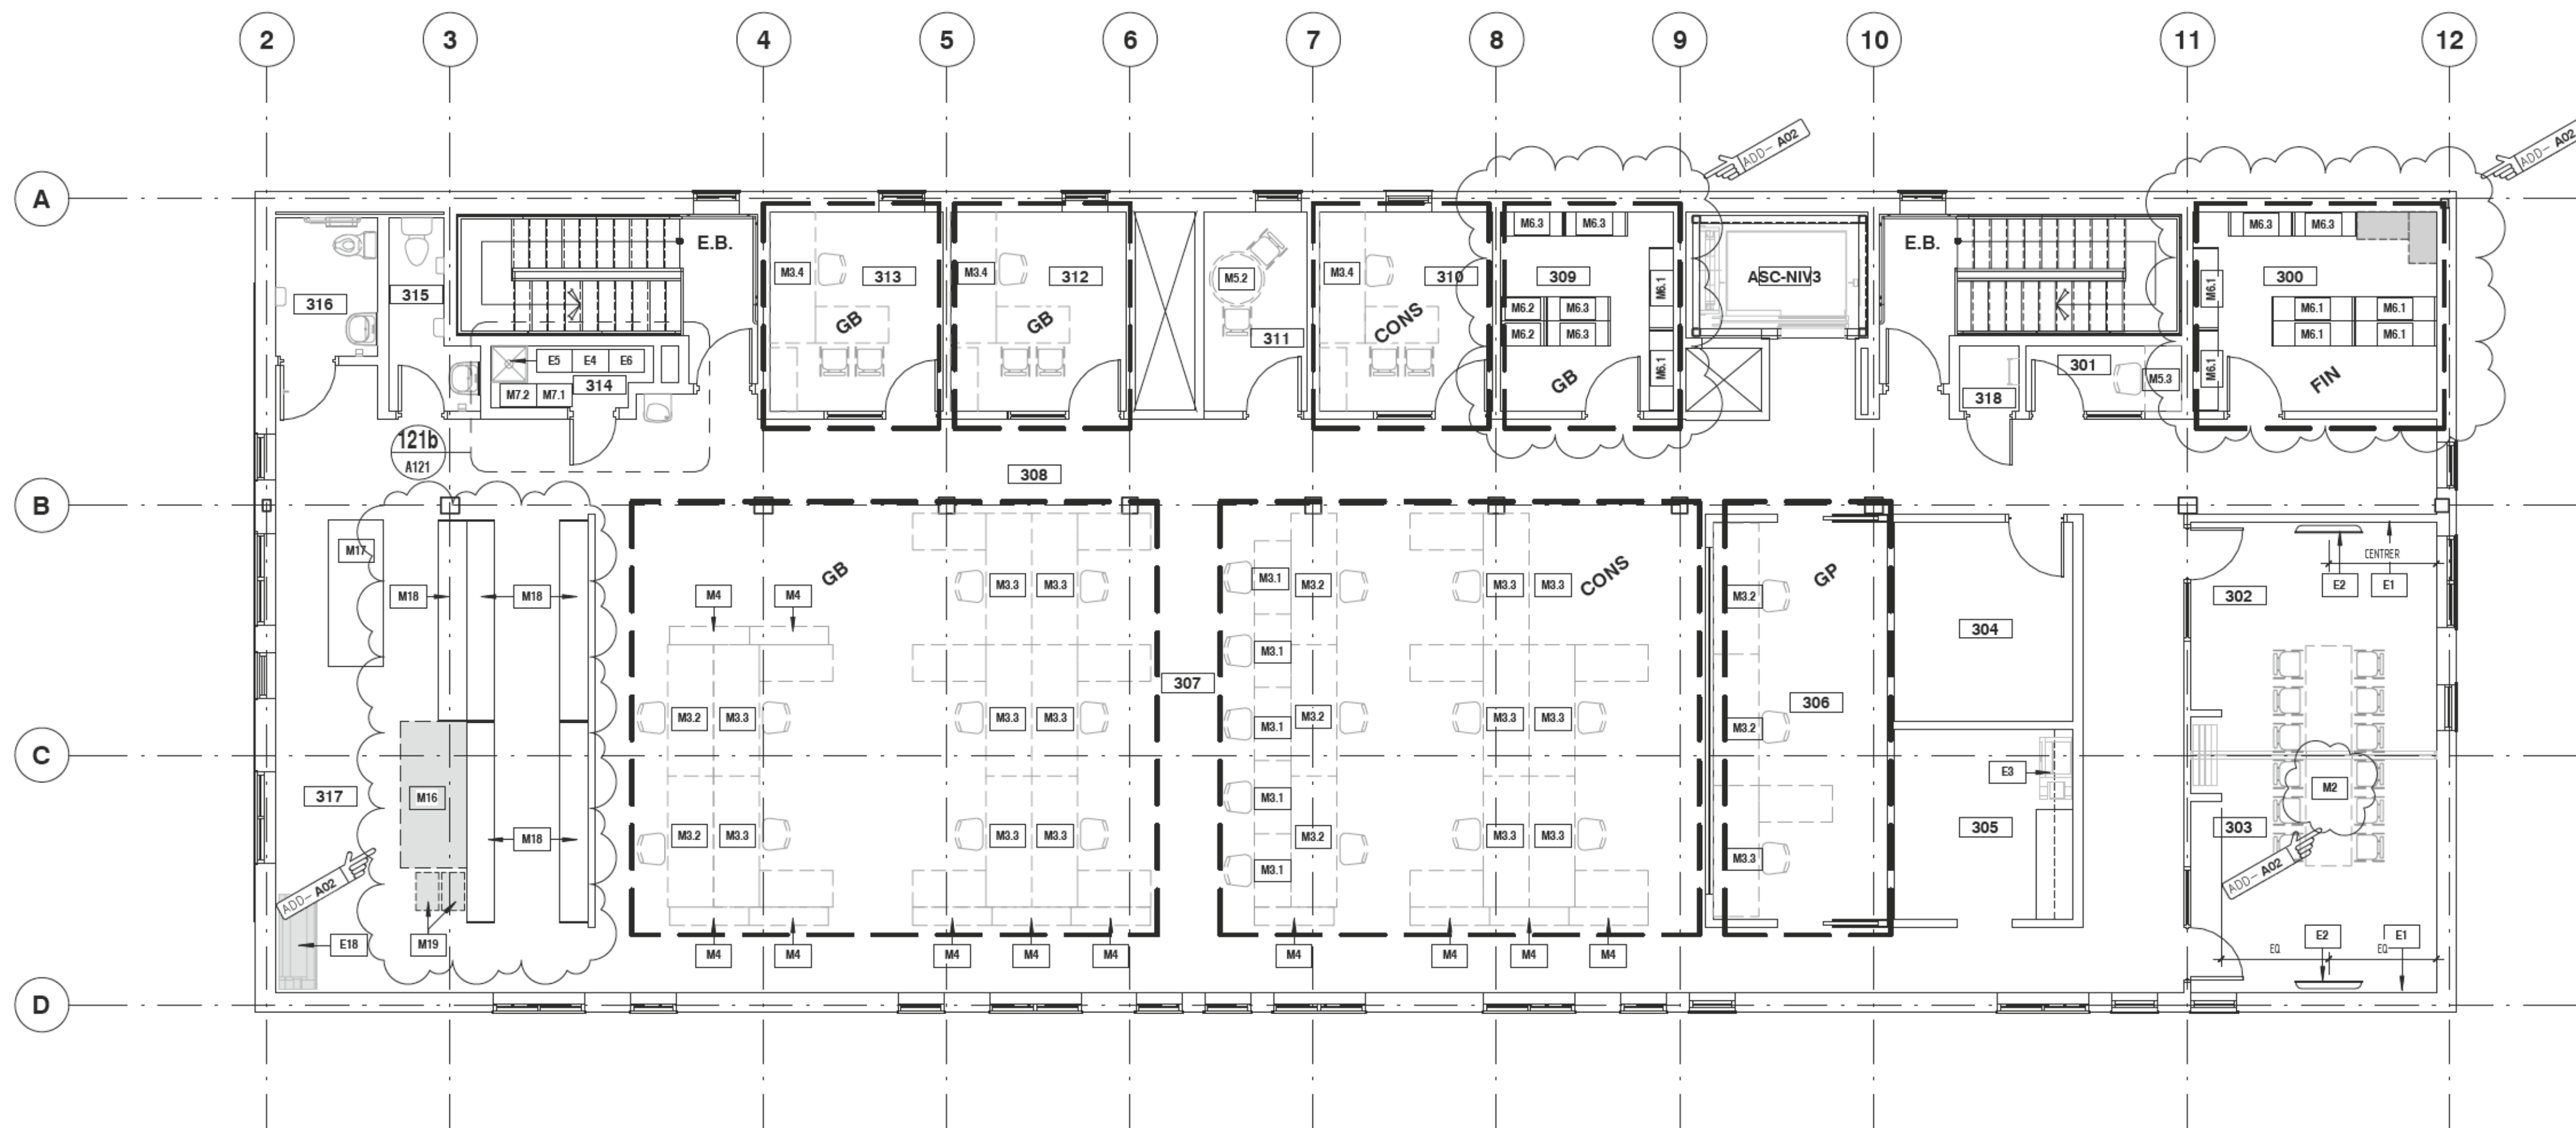 2 3 4 5 6 7 8 9 10 11 12
ADD- A02
ADD- A02
A
E.B.
E.B.
M6.3 M6.3
M6.3 M6.3
M3.4 313
M3.4 312
M5.2
M3.4 310
309
M6.1
ASC-NIV3
M6.1
300
316
315
M6.2 M6.3
M6.1 M6.1
GB
GB
CONS
M6.2 M6.3
M6.1 M6.1
311
E5 E4 E6
314
M7.2 M7.1
GB
M6.1
301
M5.3
318
M6.1
FIN
121b
A121
308
B
M17
GB
CONS
GP
CENTRER
M18 M18
M4 M4
M3.3 M3.3
M3.1 M3.2
M3.3 M3.3
M3.2
E2 E1
302
304
M3.1
307
306
M3.2 M3.3
M3.3 M3.3
M3.1 M3.2
M3.3 M3.3
M3.2
C
E3
M2
317
M16
M3.1
M18
M3.2 M3.3
M3.3 M3.3
M3.2
M3.3 M3.3
305
303
M3.3
M3.1
ADD- A02
ADD- A02
E18
M19
M4 M4 M4 M4 M4 M4 M4 M4 M4
EQ
E2
EQ
E1
D